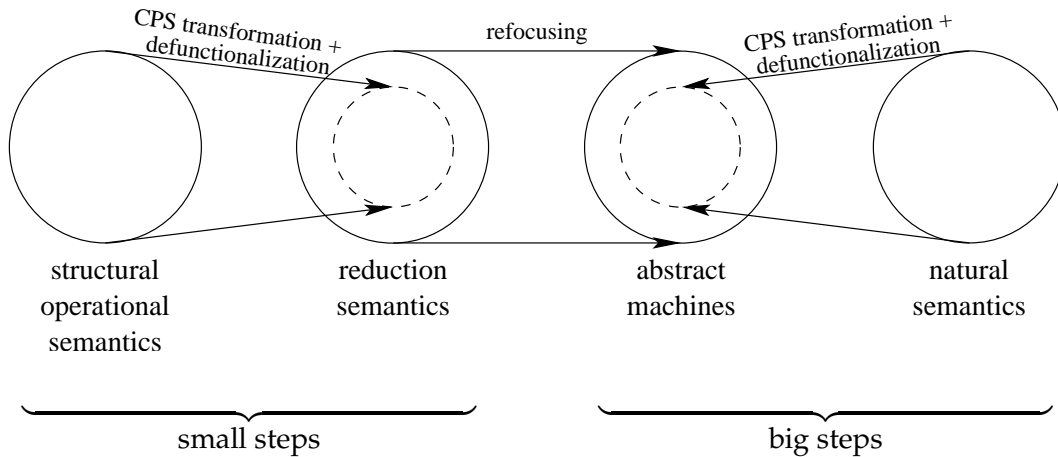 CPS transformation +
defunctionalization
refocusing
CPS transformation +
defunctionalization
structural
operational
semantics
reduction
semantics
abstract
machines
natural
semantics
small steps
big steps